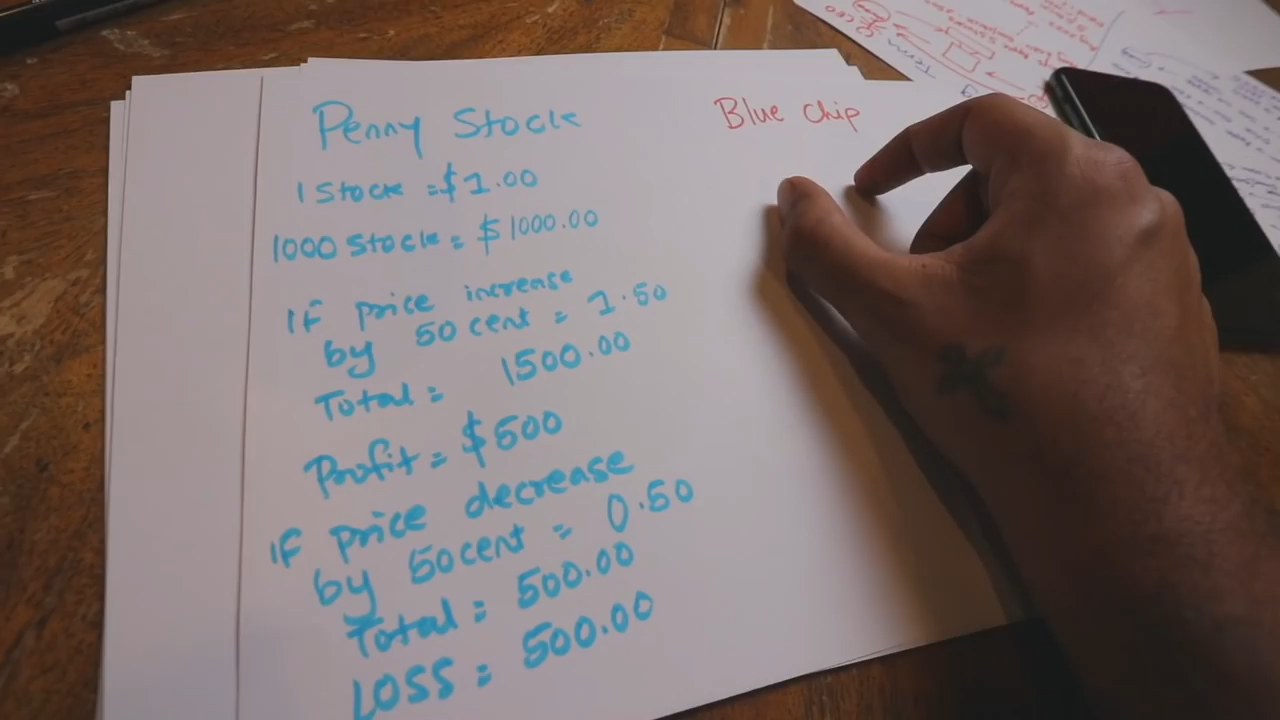 Penny Stock
1 Stock = $1.00
1000 Stock = $1000.00
IF price increase
by 50 cent = 1.50
Total = 1500.00
Profit = $500
IF price decrease
by 50cent = 0.50
Total = 500.00
LOSS = 500.00
Blue chip
CEO
Term